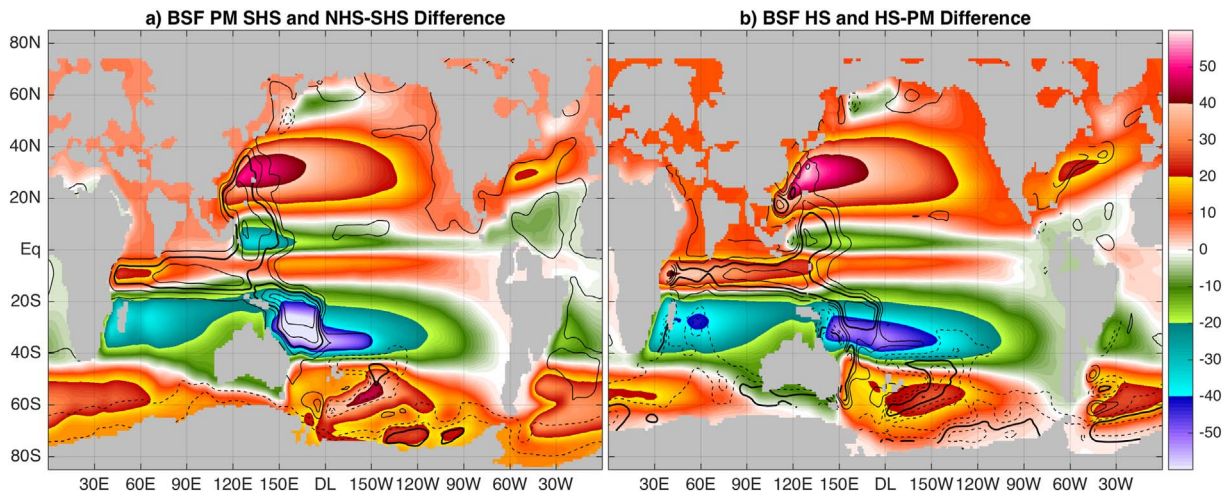 a) BSF PM SHS and NHS-SHS Difference
b) BSF HS and HS-PM Difference
80N
60N
40N
20N
Eq
20S
40S
60S
80S
30E 60E 90E 120E 150E DL 150W 120W 90W 60W 30W
30E 60E 90E 120E 150E DL 150W 120W 90W 60W 30W
50
40
30
20
10
0
-10
-20
-30
-40
-50